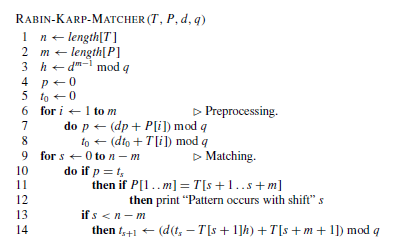 RABIN-KARP-MATCHER(T, P, d, q)
1 n ← length[T]
2 m ← length[P]
3 h ← d^{m−1} mod q
4 p ← 0
5 t₀ ← 0
6 for i ← 1 to m ▷ Preprocessing.
7 do p ← (dp + P[i]) mod q
8 t₀ ← (dt₀ + T[i]) mod q
9 for s ← 0 to n − m ▷ Matching.
10 do if p = tₛ
11 then if P[1 . . m] = T[s + 1 . . s + m]
12 then print “Pattern occurs with shift” s
13 if s < n − m
14 then tₛ₊₁ ← (d(tₛ − T[s + 1]h) + T[s + m + 1]) mod q